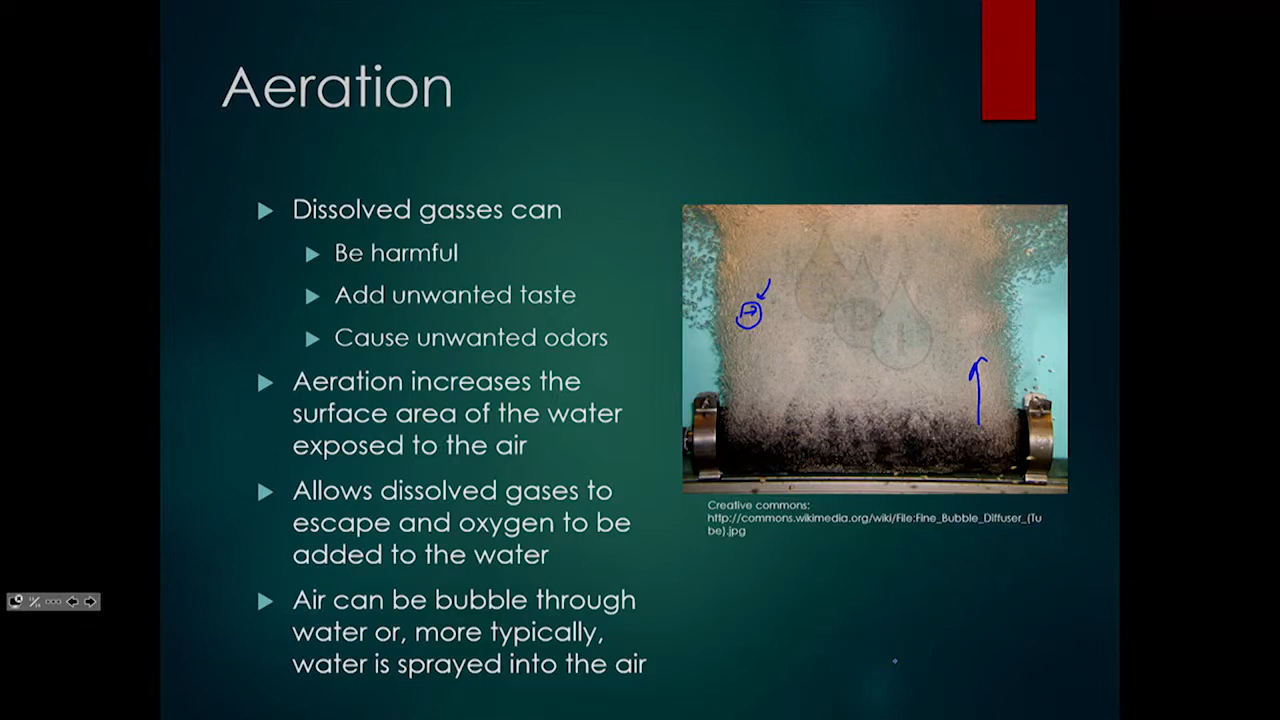 Aeration
Dissolved gasses can
Be harmful
Add unwanted taste
Cause unwanted odors
Aeration increases the
surface area of the water
exposed to the air
Allows dissolved gases to
escape and oxygen to be
added to the water
Air can be bubble through
water or, more typically,
water is sprayed into the air
Creative commons:
http://commons.wikimedia.org/wiki/File:Fine_Bubble_Diffuser_(Tu
be).jpg